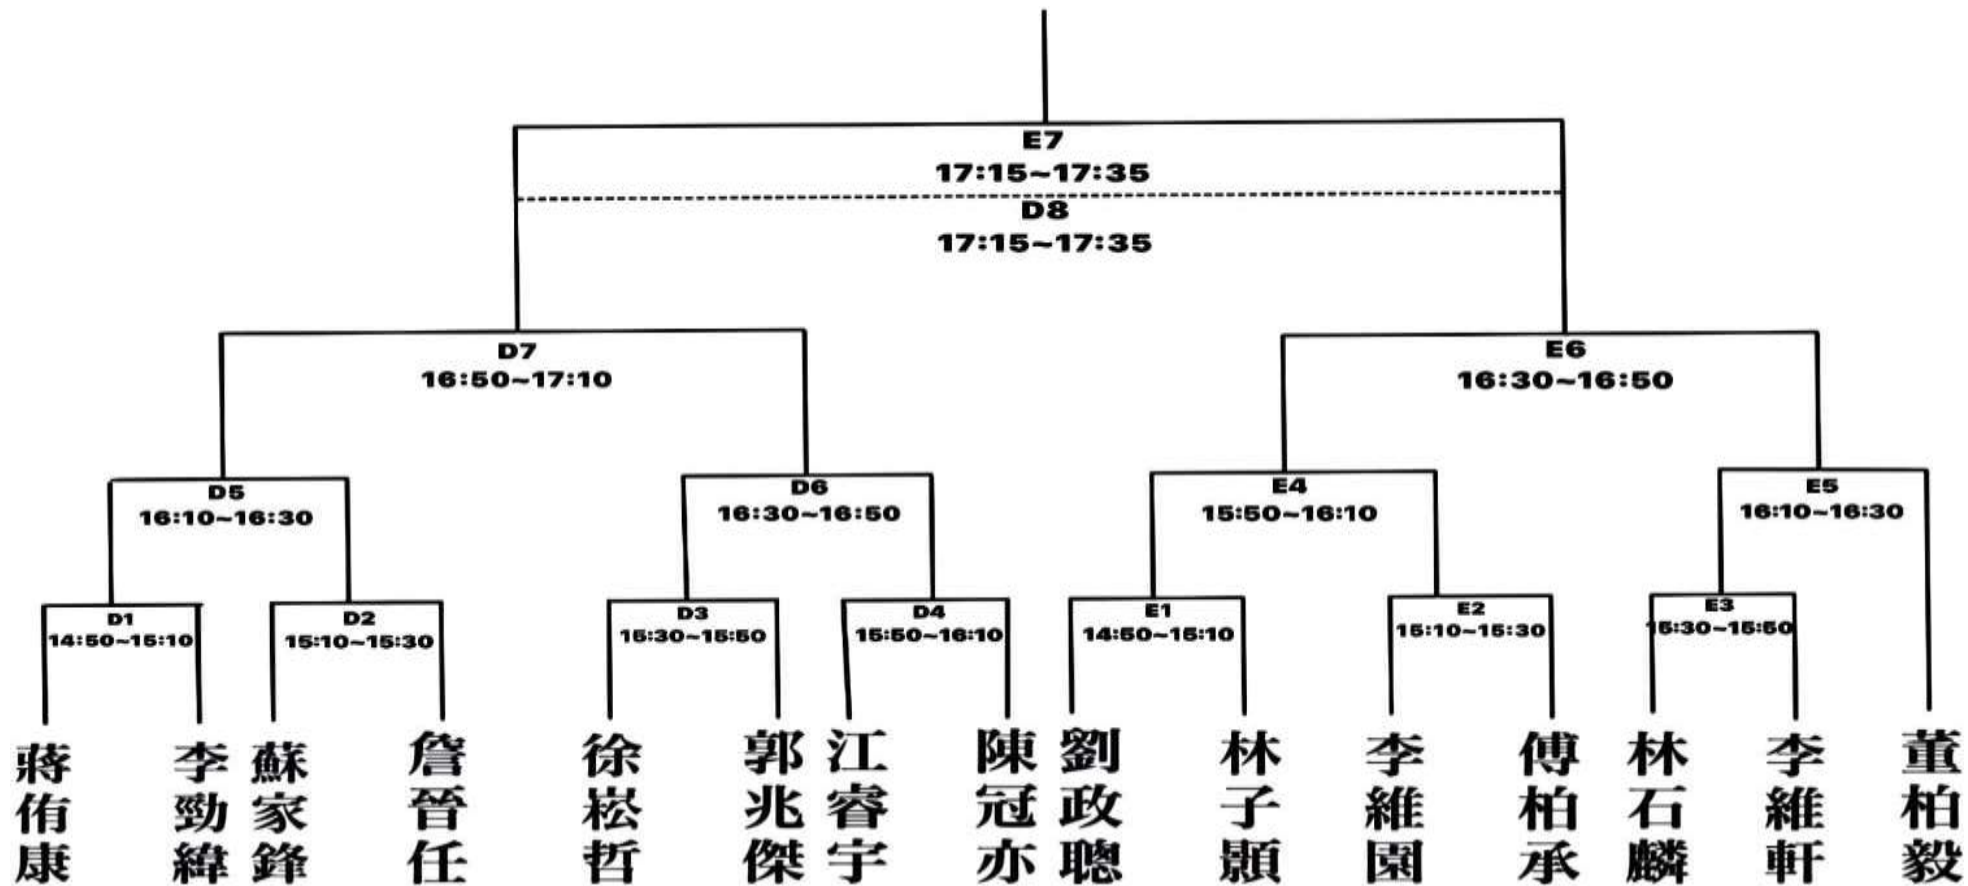 E7
17:15~17:35
D8
17:15~17:35
D7
16:50~17:10
E6
16:30~16:50
D5
16:10~16:30
D6
16:30~16:50
E4
15:50~16:10
E5
16:10~16:30
D1
14:50~15:10
D2
15:10~15:30
D3
15:30~15:50
D4
15:50~16:10
E1
14:50~15:10
E2
15:10~15:30
E3
15:30~15:50
蔣侑康
李勁緯
蘇家鋒
詹晉任
徐崧哲
郭兆傑
江睿宇
陳冠亦
劉政聰
林子顥
李維園
傅柏承
林石麟
李維軒
董柏毅